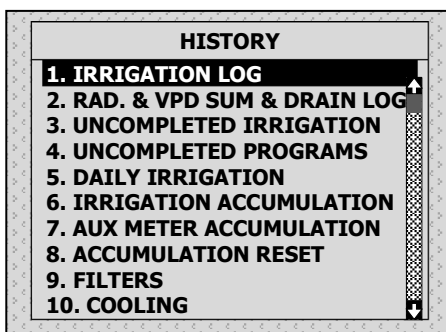 HISTORY
1. IRRIGATION LOG
2. RAD. & VPD SUM & DRAIN LOG
3. UNCOMPLETED IRRIGATION
4. UNCOMPLETED PROGRAMS
5. DAILY IRRIGATION
6. IRRIGATION ACCUMULATION
7. AUX METER ACCUMULATION
8. ACCUMULATION RESET
9. FILTERS
10. COOLING